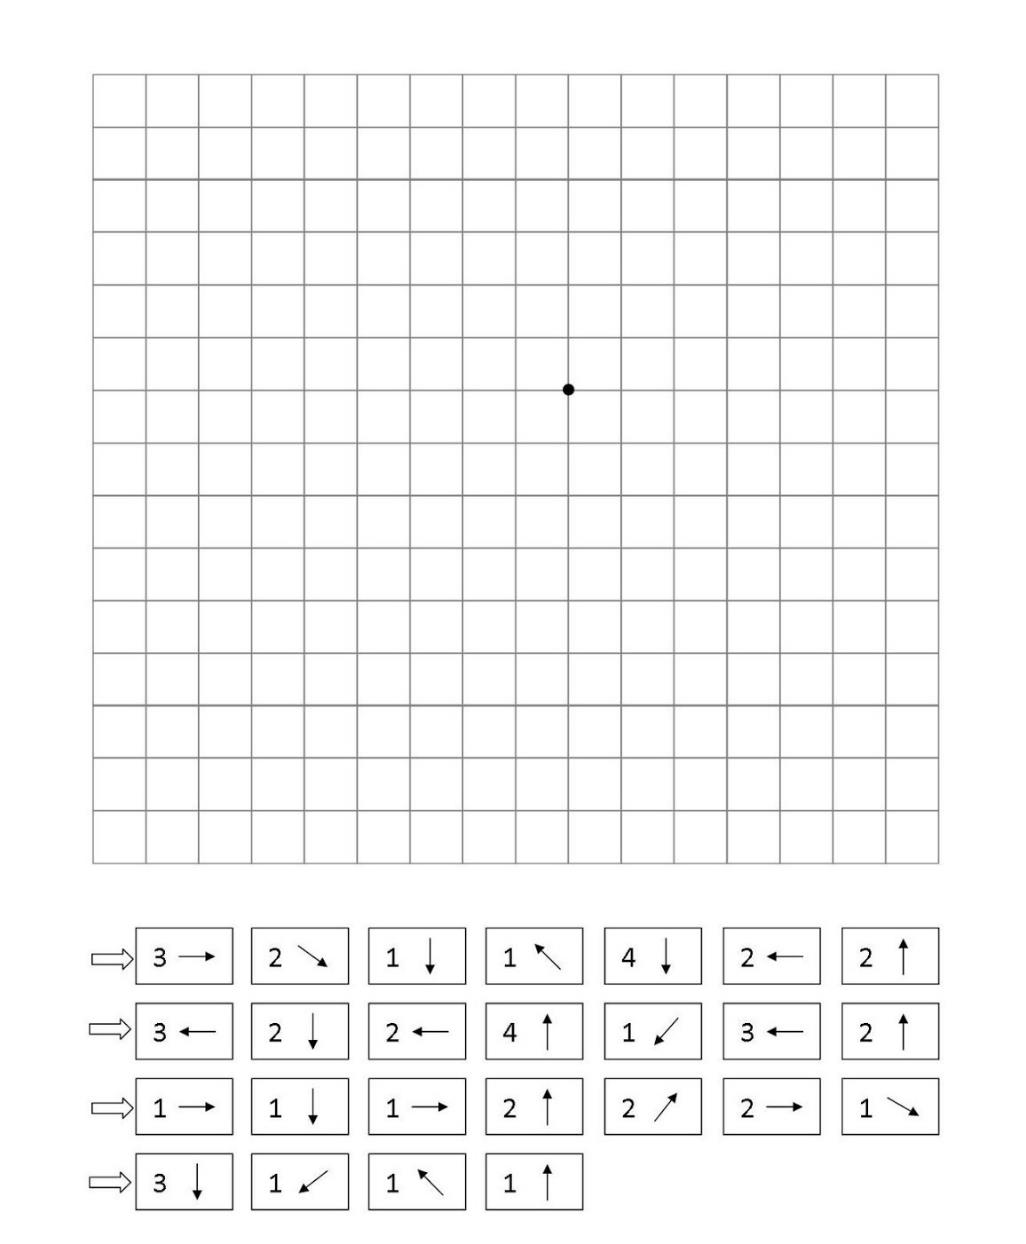 3 → 2 ↘ 1 ↓ 1 ↖ 4 ↓ 2 ← 2 ↑
3 ← 2 ↓ 2 ← 4 ↑ 1 ↙ 3 ← 2 ↑
1 → 1 ↓ 1 → 2 ↑ 2 ↗ 2 → 1 ↘
3 ↓ 1 ↙ 1 ↖ 1 ↑